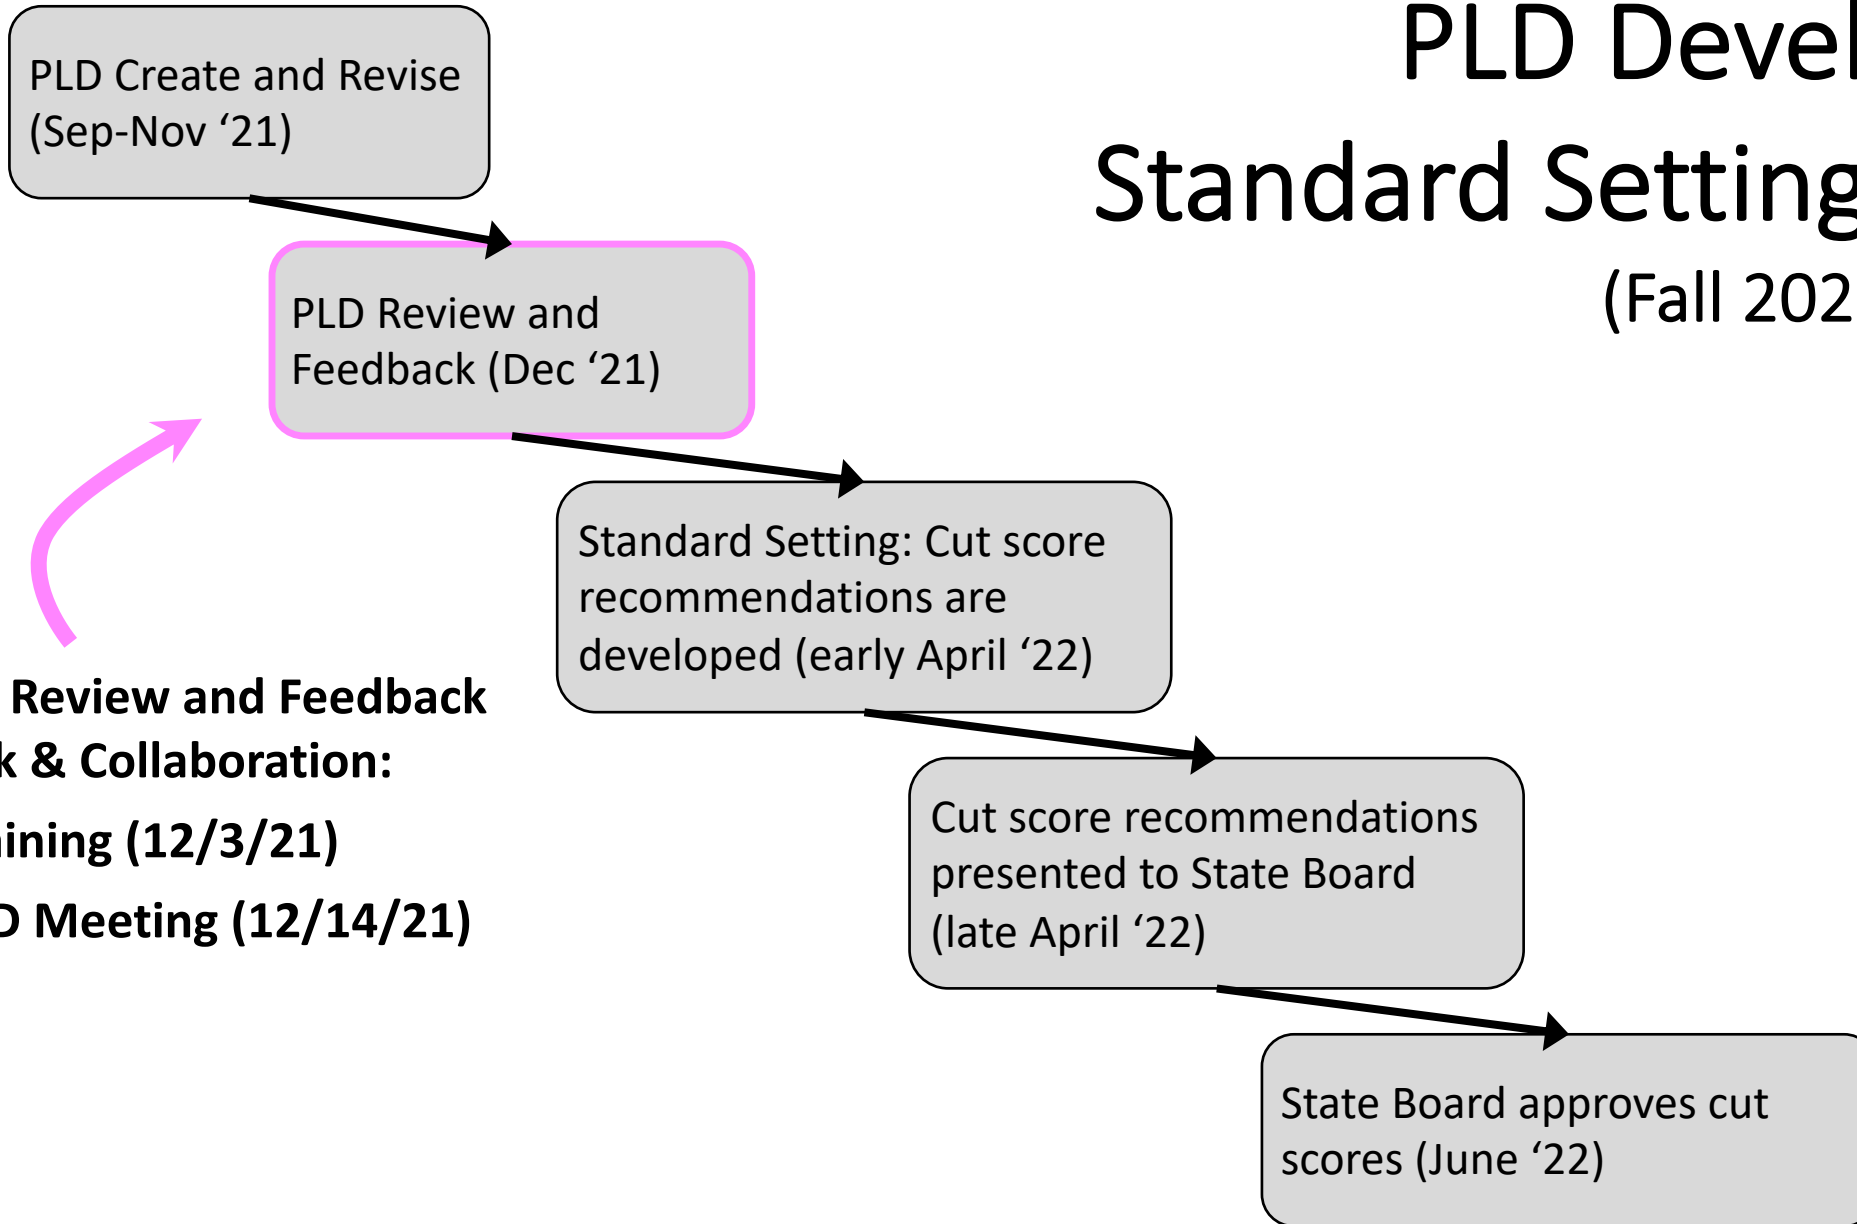 PLD Devel
Standard Setting
(Fall 202
PLD Create and Revise
(Sep-Nov ‘21)
PLD Review and
Feedback (Dec ‘21)
Standard Setting: Cut score
recommendations are
developed (early April ‘22)
Review and Feedback
k & Collaboration:
ining (12/3/21)
D Meeting (12/14/21)
Cut score recommendations
presented to State Board
(late April ‘22)
State Board approves cut
scores (June ‘22)